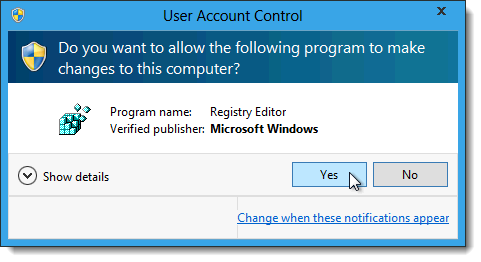 User Account Control
Do you want to allow the following program to make
changes to this computer?
Program name: Registry Editor
Verified publisher: Microsoft Windows
Show details
Yes
No
Change when these notifications appear